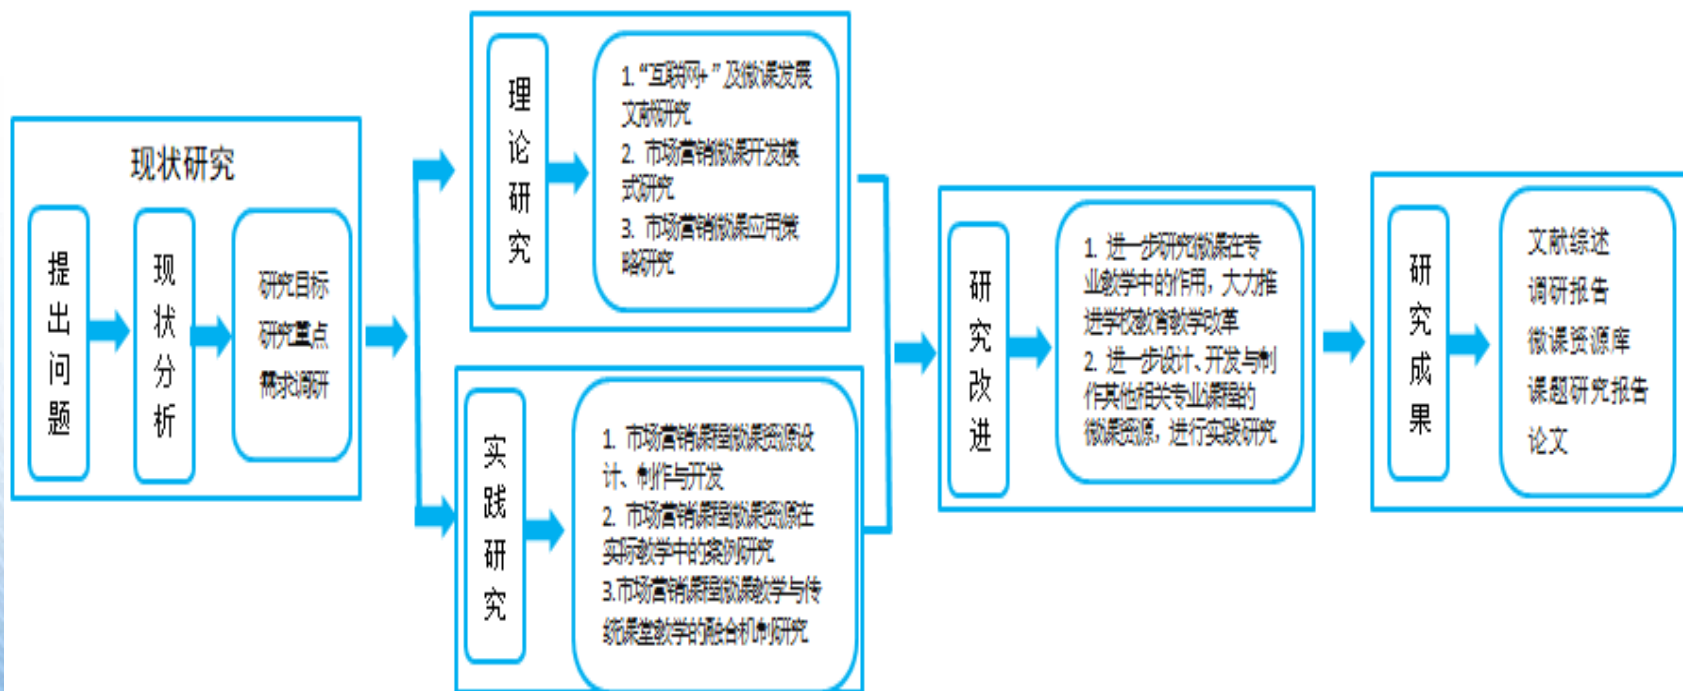 现状研究
提出问题
现状分析
研究目标
研究重点
需求调研
理论研究
1. “互联网+ ”及微课发展
文献研究
2. 市场营销微课开发模
式研究
3. 市场营销微课应用策
略研究
实践研究
1. 市场营销课程微课资源设
计、制作与开发
2. 市场营销课程微课资源在
实际教学中的案例研究
3.市场营销课程微课教学与传
统课堂教学的融合机制研究
研究改进
1. 进一步研究微课在专
业教学中的作用，大力推
进学校教育教学改革
2. 进一步设计、开发与制
作其他相关专业课程的
微课资源，进行实践研究
研究成果
文献综述
调研报告
微课资源库
课题研究报告
论文